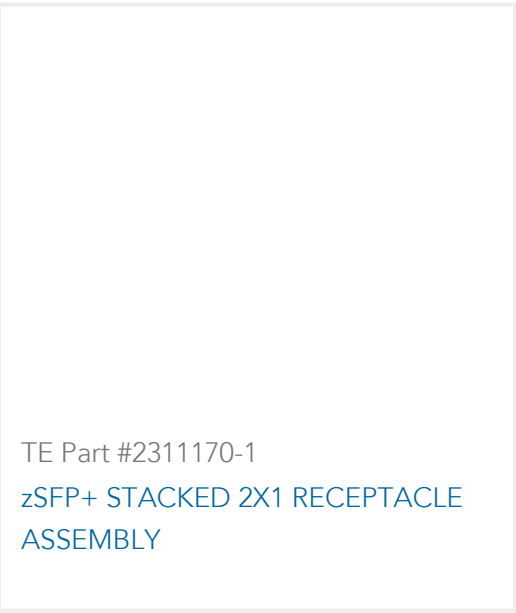 TE Part #2311170-1
zSFP+ STACKED 2X1 RECEPTACLE
ASSEMBLY